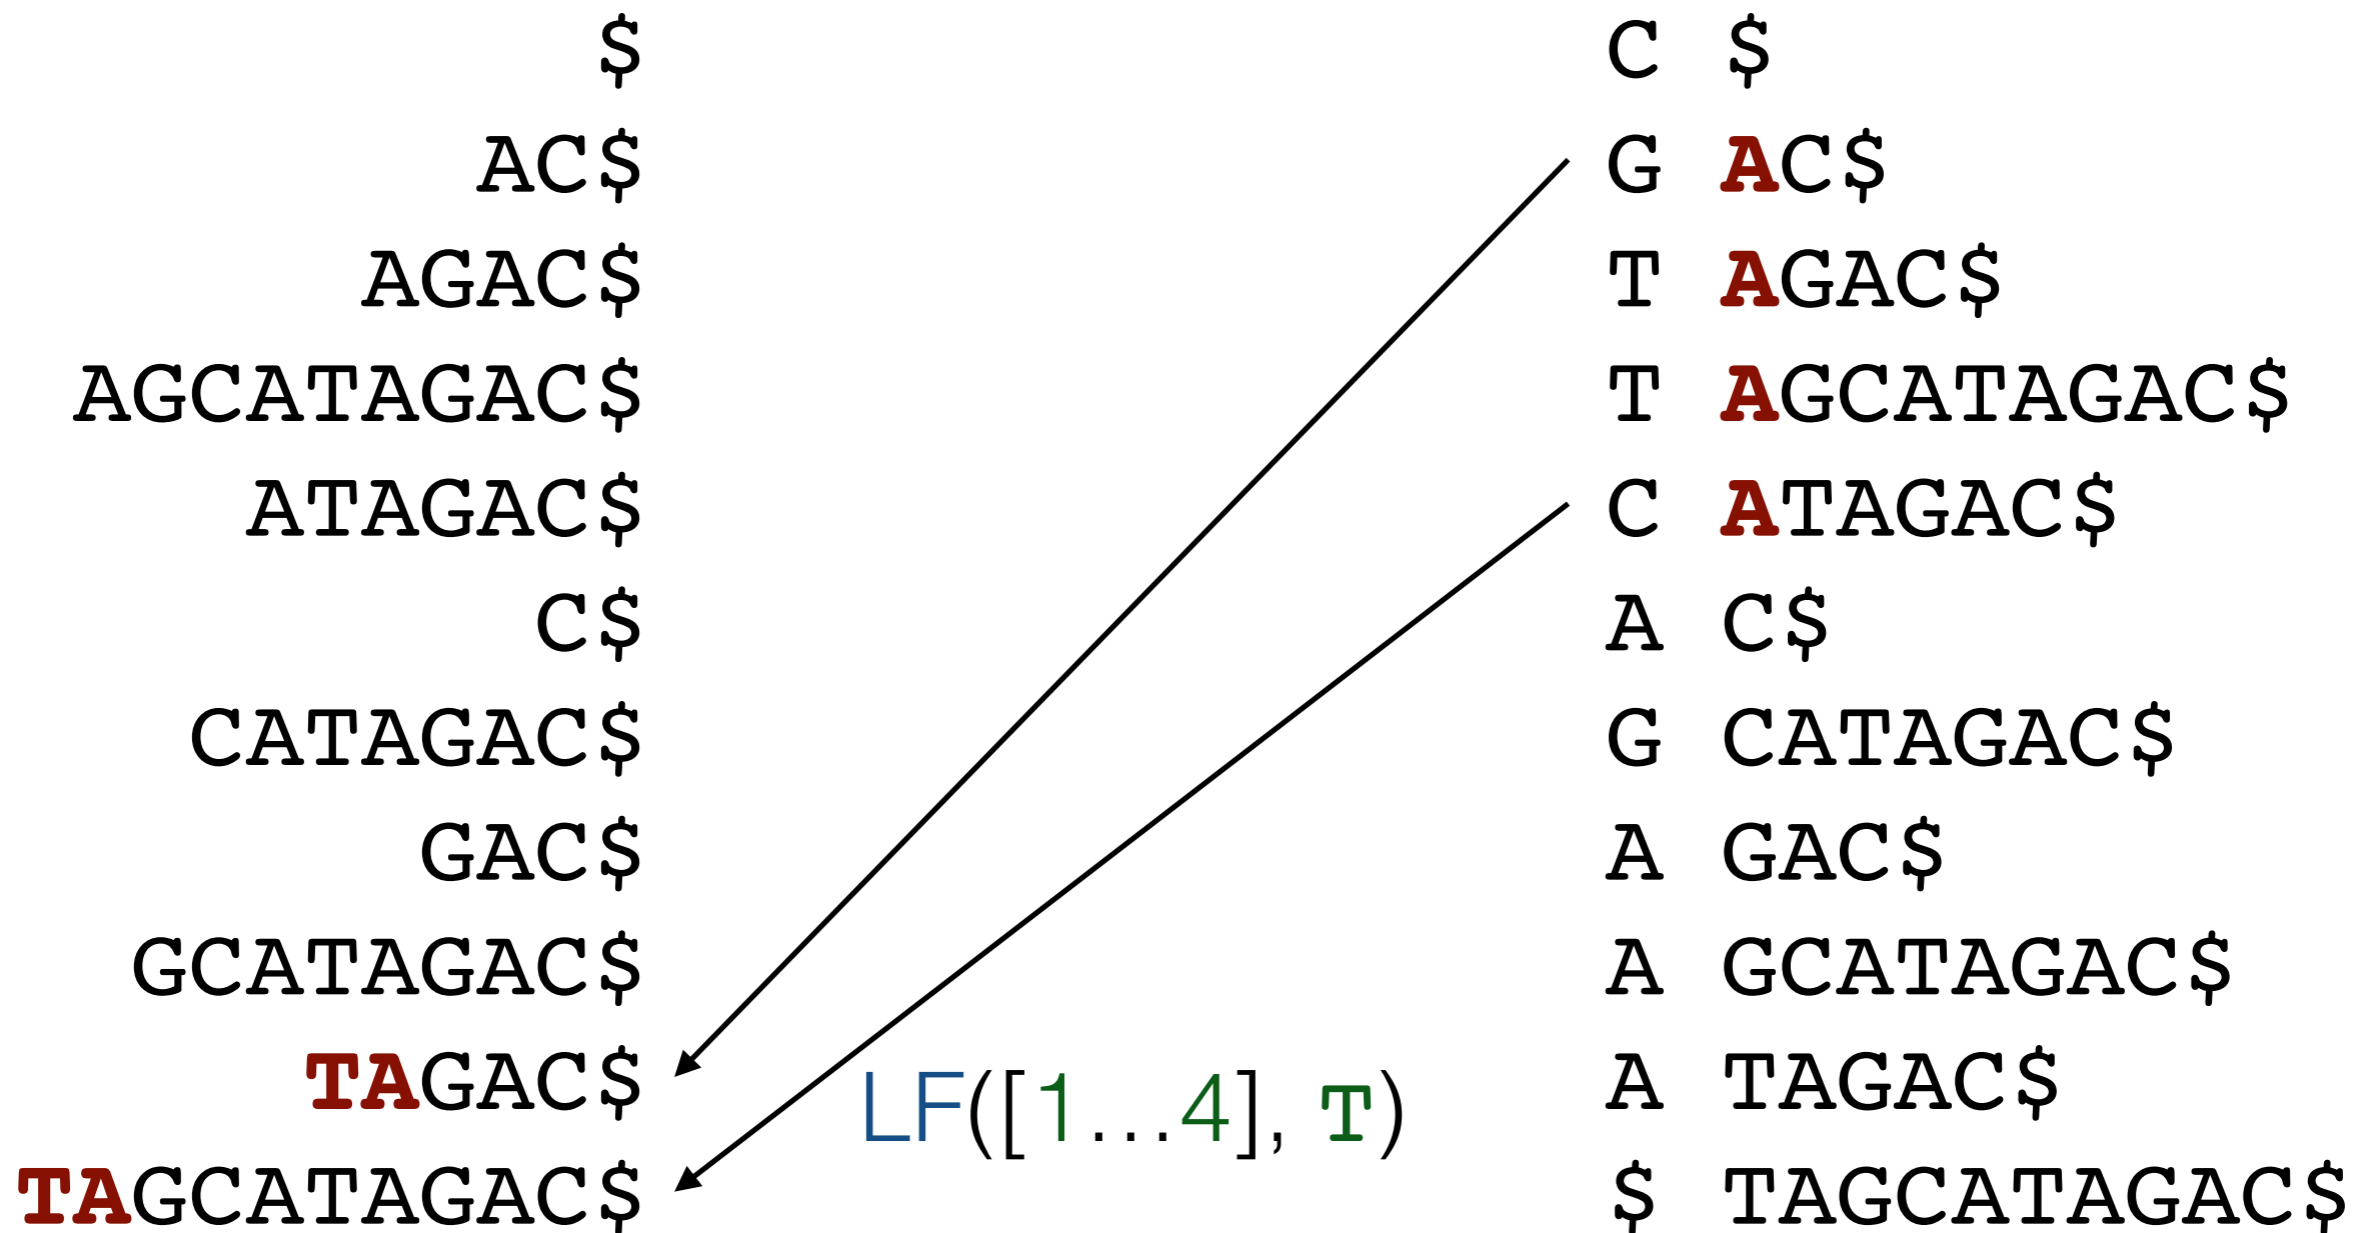 $
AC$
AGAC$
AGCATAGAC$
ATAGAC$
C$
CATAGAC$
GAC$
GCATAGAC$
TAGAC$
TAGCATAGAC$
LF([1...4], T)
C $
G AC$
T AGAC$
T AGCATAGAC$
C ATAGAC$
A C$
G CATAGAC$
A GAC$
A GCATAGAC$
A TAGAC$
$ TAGCATAGAC$